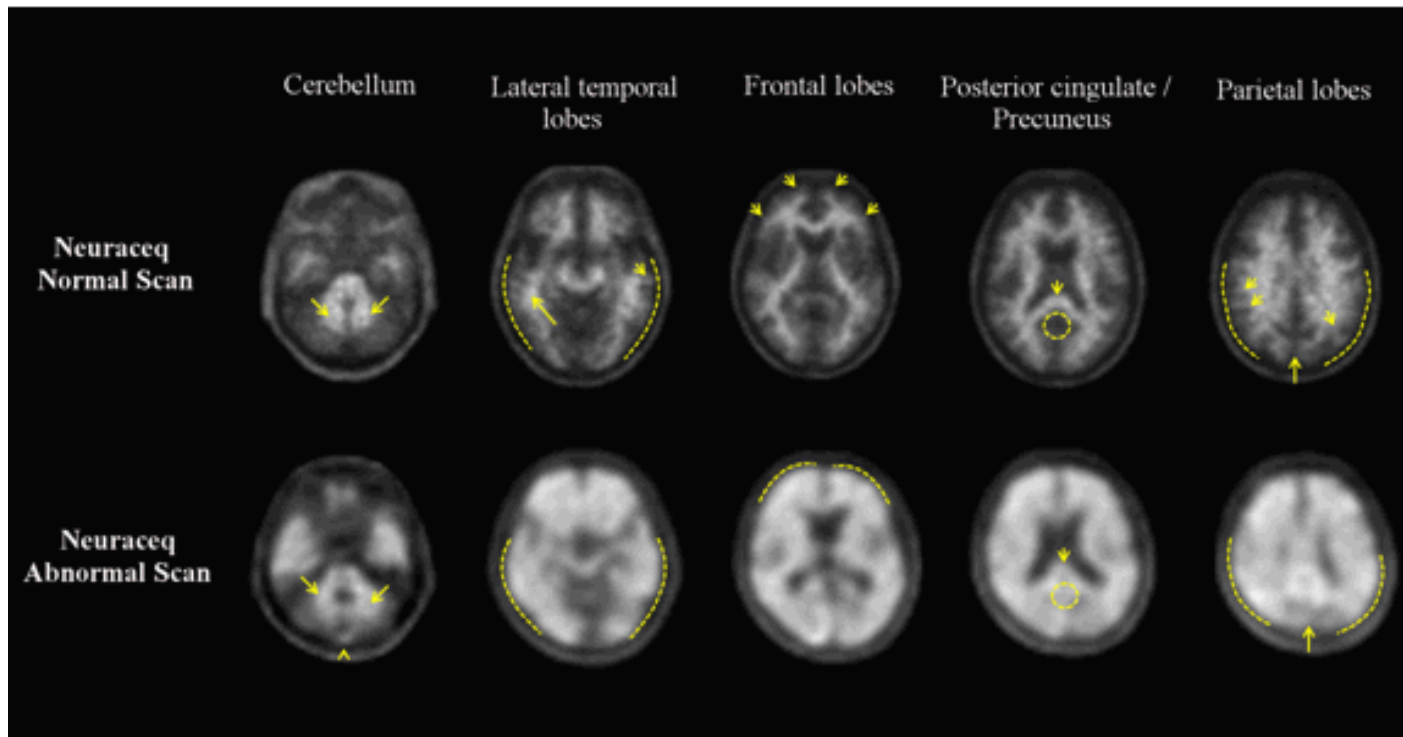 Cerebellum
Lateral temporal
lobes
Frontal lobes
Posterior cingulate /
Precuneus
Parietal lobes
Neuraceq
Normal Scan
Neuraceq
Abnormal Scan